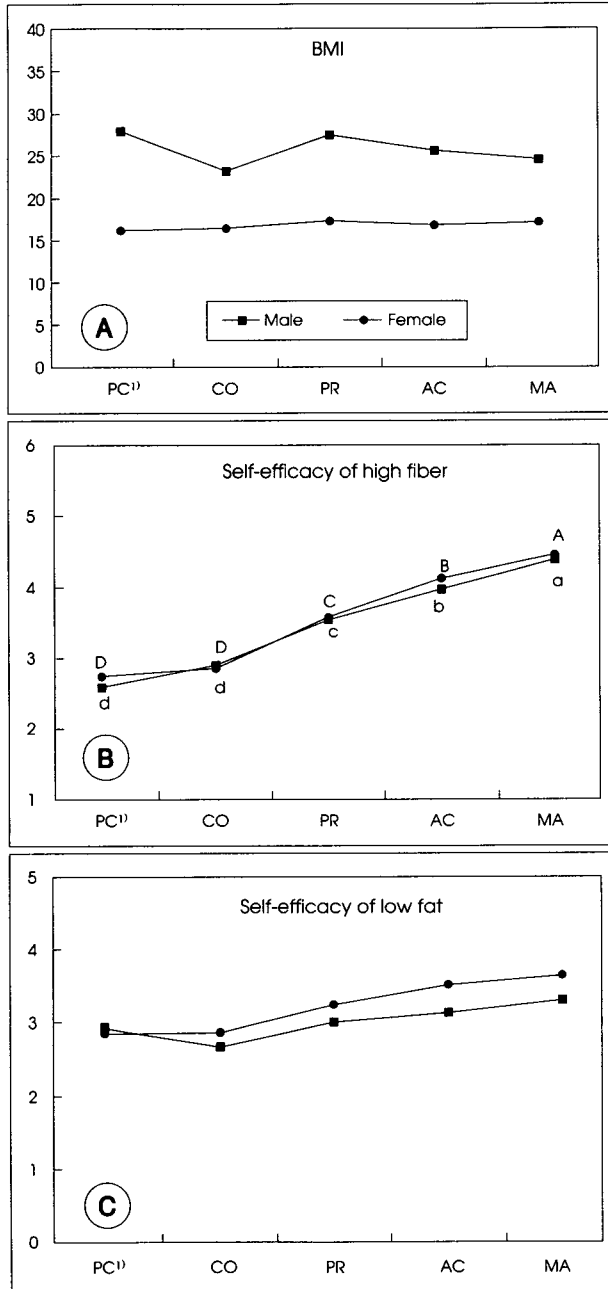 BMI
40
35
30
25
20
15
10
5
0
Male Female
A
PC¹⁾ CO PR AC MA
Self-efficacy of high fiber
6
5
4
3
2
1
D D C B A
d d c b a
B
PC¹⁾ CO PR AC MA
Self-efficacy of low fat
5
4
3
2
1
0
C
PC¹⁾ CO PR AC MA